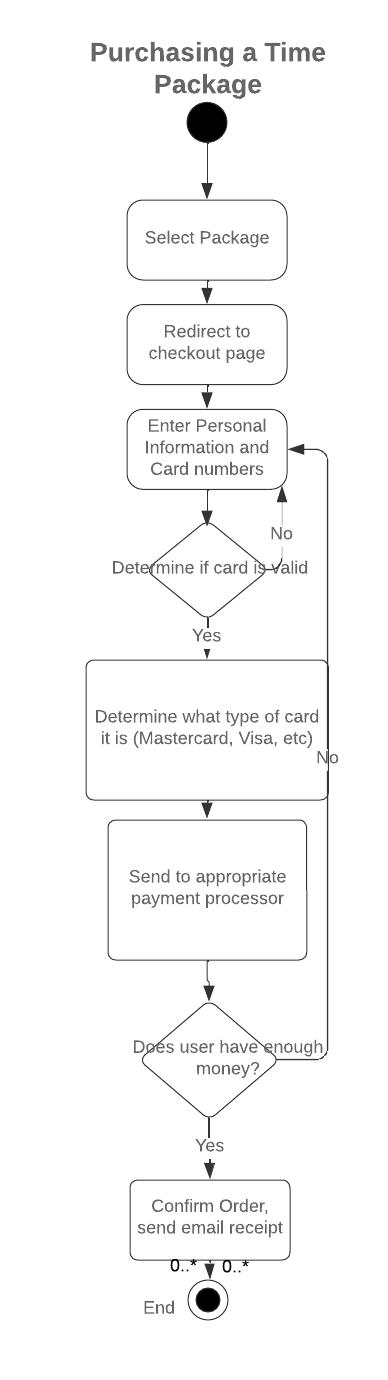 Purchasing a Time
Package
Select Package
Redirect to
checkout page
Enter Personal
Information and
Card numbers
No
Determine if card is valid
Yes
Determine what type of card
it is (Mastercard, Visa, etc)
No
Send to appropriate
payment processor
Does user have enough
money?
Yes
Confirm Order,
send email receipt
0..* 0..*
End